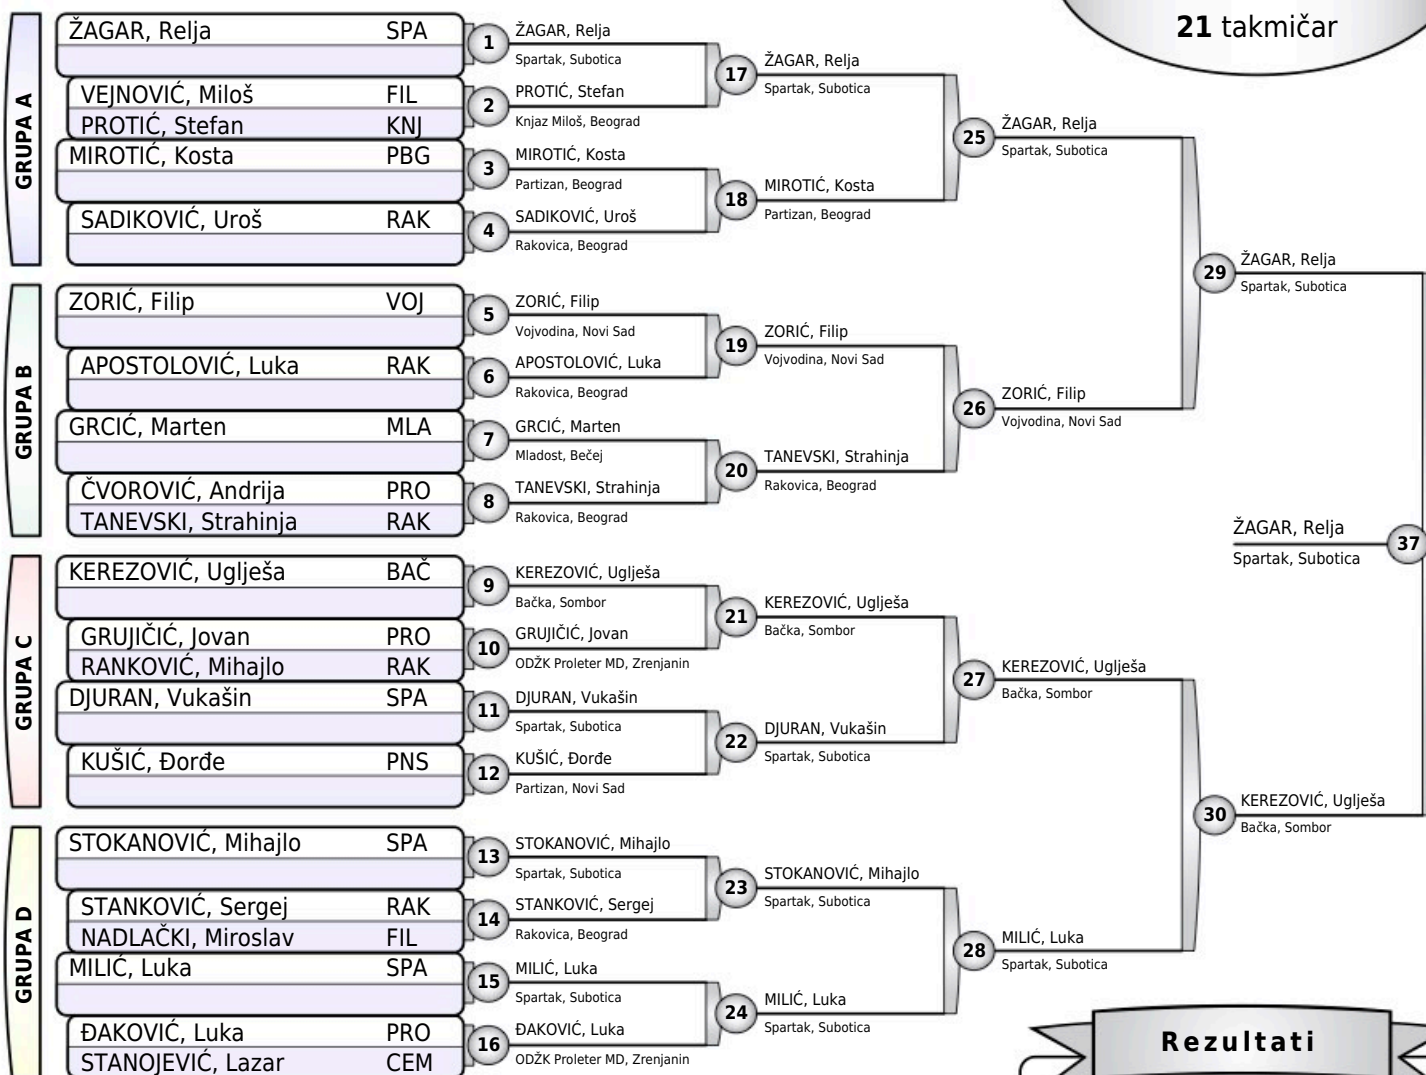 21 takmičar
GRUPA A
ŽAGAR, Relja SPA
VEJNOVIĆ, Miloš FIL
PROTIĆ, Stefan KNJ
MIROTIĆ, Kosta PBG
SADIKOVIĆ, Uroš RAK
GRUPA B
ZORIĆ, Filip VOJ
APOSTOLOVIĆ, Luka RAK
GRCIĆ, Marten MLA
ČVOROVIĆ, Andrija PRO
TANEVSKI, Strahinja RAK
GRUPA C
KEREZOVIĆ, Uglješa BAČ
GRUJIČIĆ, Jovan PRO
RANKOVIĆ, Mihajlo RAK
DJURAN, Vukašin SPA
KUŠIĆ, Đorđe PNS
GRUPA D
STOKANOVIĆ, Mihajlo SPA
STANKOVIĆ, Sergej RAK
NADLAČKI, Miroslav FIL
MILIĆ, Luka SPA
ĐAKOVIĆ, Luka PRO
STANOJEVIĆ, Lazar CEM
1 ŽAGAR, Relja
Spartak, Subotica
2 PROTIĆ, Stefan
Knjaz Miloš, Beograd
3 MIROTIĆ, Kosta
Partizan, Beograd
4 SADIKOVIĆ, Uroš
Rakovica, Beograd
5 ZORIĆ, Filip
Vojvodina, Novi Sad
6 APOSTOLOVIĆ, Luka
Rakovica, Beograd
7 GRCIĆ, Marten
Mladost, Bečej
8 TANEVSKI, Strahinja
Rakovica, Beograd
9 KEREZOVIĆ, Uglješa
Bačka, Sombor
10 GRUJIČIĆ, Jovan
ODŽK Proleter MD, Zrenjanin
11 DJURAN, Vukašin
Spartak, Subotica
12 KUŠIĆ, Đorđe
Partizan, Novi Sad
13 STOKANOVIĆ, Mihajlo
Spartak, Subotica
14 STANKOVIĆ, Sergej
Rakovica, Beograd
15 MILIĆ, Luka
Spartak, Subotica
16 ĐAKOVIĆ, Luka
ODŽK Proleter MD, Zrenjanin
17 ŽAGAR, Relja
Spartak, Subotica
18 MIROTIĆ, Kosta
Partizan, Beograd
19 ZORIĆ, Filip
Vojvodina, Novi Sad
20 TANEVSKI, Strahinja
Rakovica, Beograd
21 KEREZOVIĆ, Uglješa
Bačka, Sombor
22 DJURAN, Vukašin
Spartak, Subotica
23 STOKANOVIĆ, Mihajlo
Spartak, Subotica
24 MILIĆ, Luka
Spartak, Subotica
25 ŽAGAR, Relja
Spartak, Subotica
26 ZORIĆ, Filip
Vojvodina, Novi Sad
27 KEREZOVIĆ, Uglješa
Bačka, Sombor
28 MILIĆ, Luka
Spartak, Subotica
29 ŽAGAR, Relja
Spartak, Subotica
30 KEREZOVIĆ, Uglješa
Bačka, Sombor
ŽAGAR, Relja 37
Spartak, Subotica
Rezultati